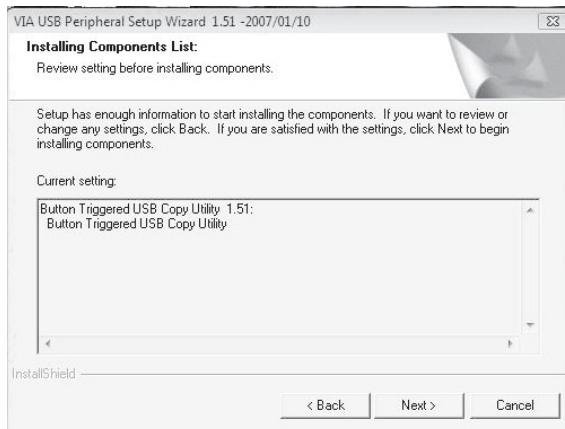 VIA USB Peripheral Setup Wizard 1.51 -2007/01/10
Installing Components List:
Review setting before installing components.
Setup has enough information to start installing the components. If you want to review or
change any settings, click Back. If you are satisfied with the settings, click Next to begin
installing components.
Current setting:
Button Triggered USB Copy Utility 1.51:
Button Triggered USB Copy Utility
InstallShield
< Back
Next >
Cancel